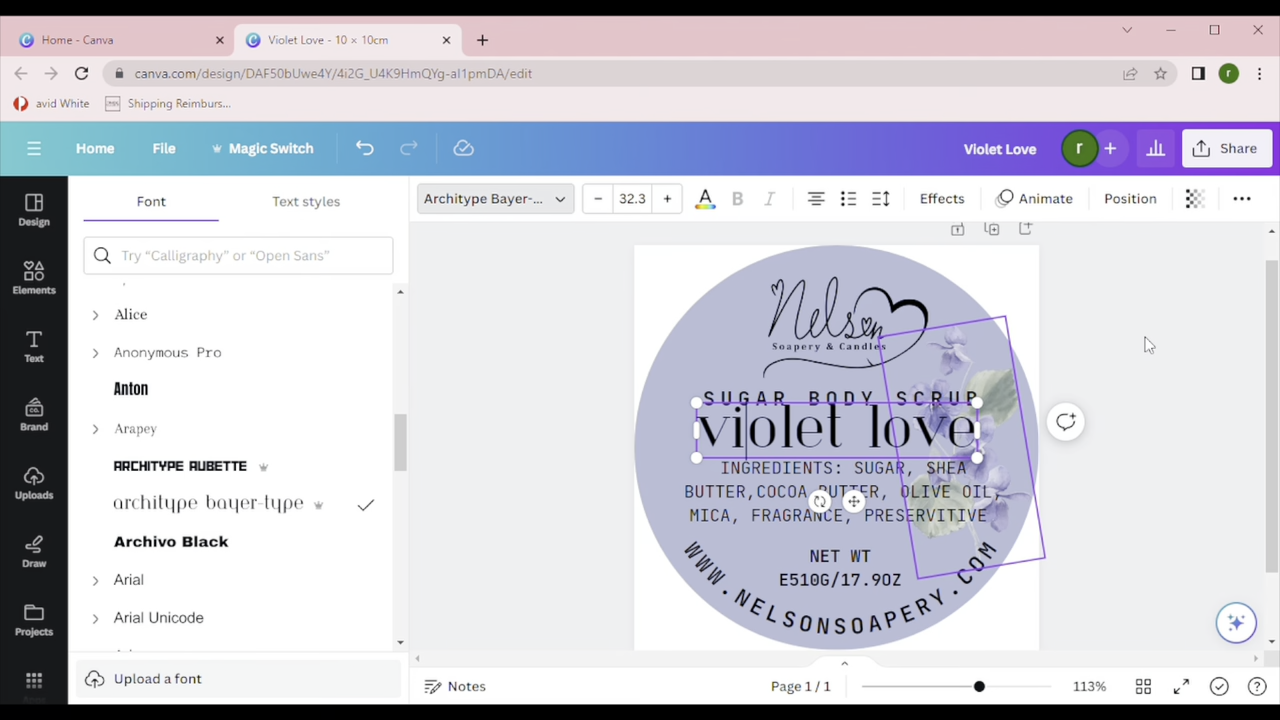 Home - Canva
Violet Love - 10 × 10cm
canva.com/design/DAF50bUwe4Y/4i2G_U4K9HmQYg-aI1pmDA/edit
r
avid White
Shipping Reimburs...
Home
File
Magic Switch
Violet Love
r
Share
Design
Elements
Text
Brand
Uploads
Draw
Projects
Font
Text styles
Try “Calligraphy” or “Open Sans”
Alice
Anonymous Pro
Anton
Arapey
ARCHITYPE AUBETTE
architype bayer-type
Archivo Black
Arial
Arial Unicode
Upload a font
Architype Bayer-...
32.3
A
B
I
Effects
Animate
Position
Nelson
Soapery & Candles
SUGAR BODY SCRUB
violet love
INGREDIENTS: SUGAR, SHEA
BUTTER,COCOA BUTTER, OLIVE OIL,
MICA, FRAGRANCE, PRESERVITIVE
NET WT
E510G/17.9OZ
WWW.NELSONSOAPERY.COM
Notes
Page 1 / 1
113%